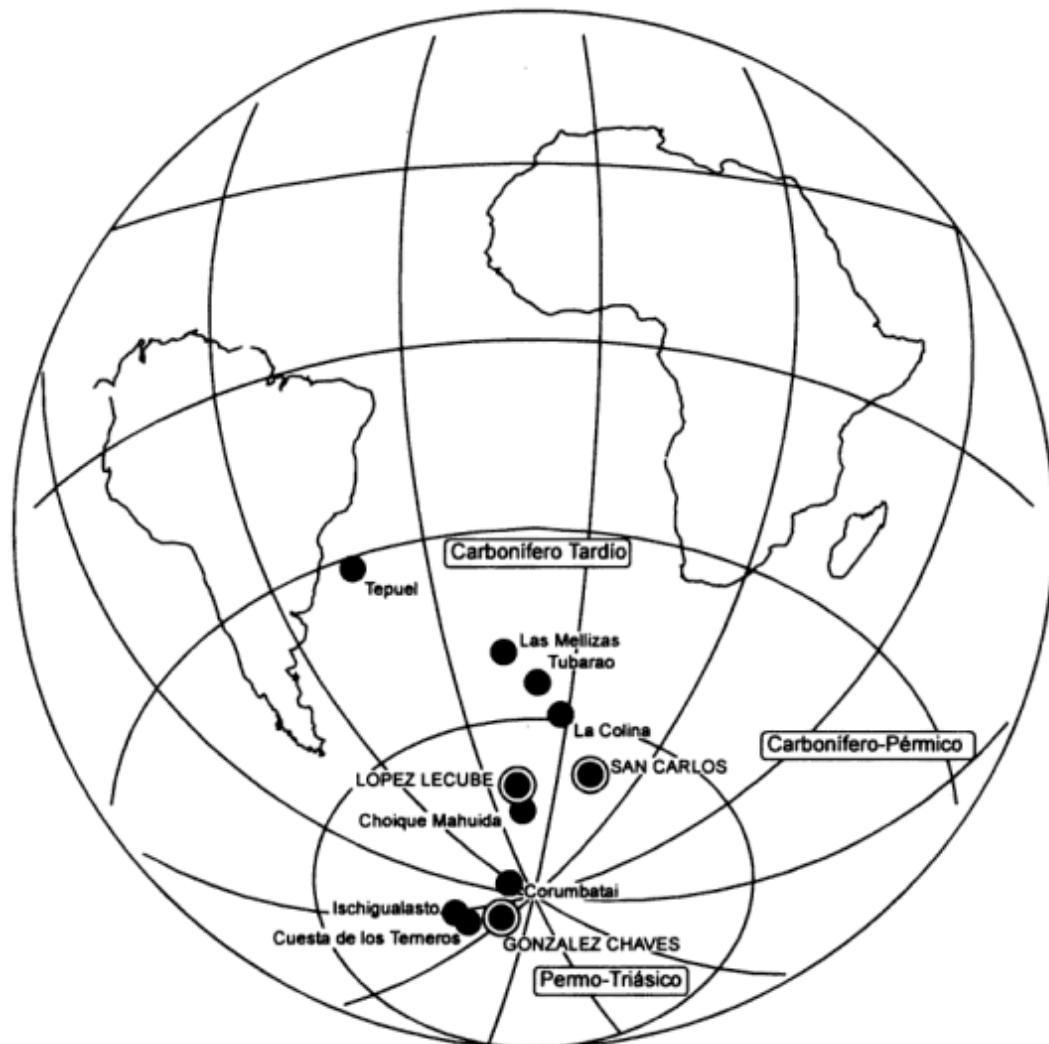 Carbonífero Tardío
Tepuel
Las Mellizas
Tubarao
La Colina
Carbonífero-Pérmico
LOPEZ LECUBE
SAN CARLOS
Choique Mahuida
Corumbatai
Ischigualasto
Cuesta de los Terneros
GONZALEZ CHAVES
Permo-Triásico